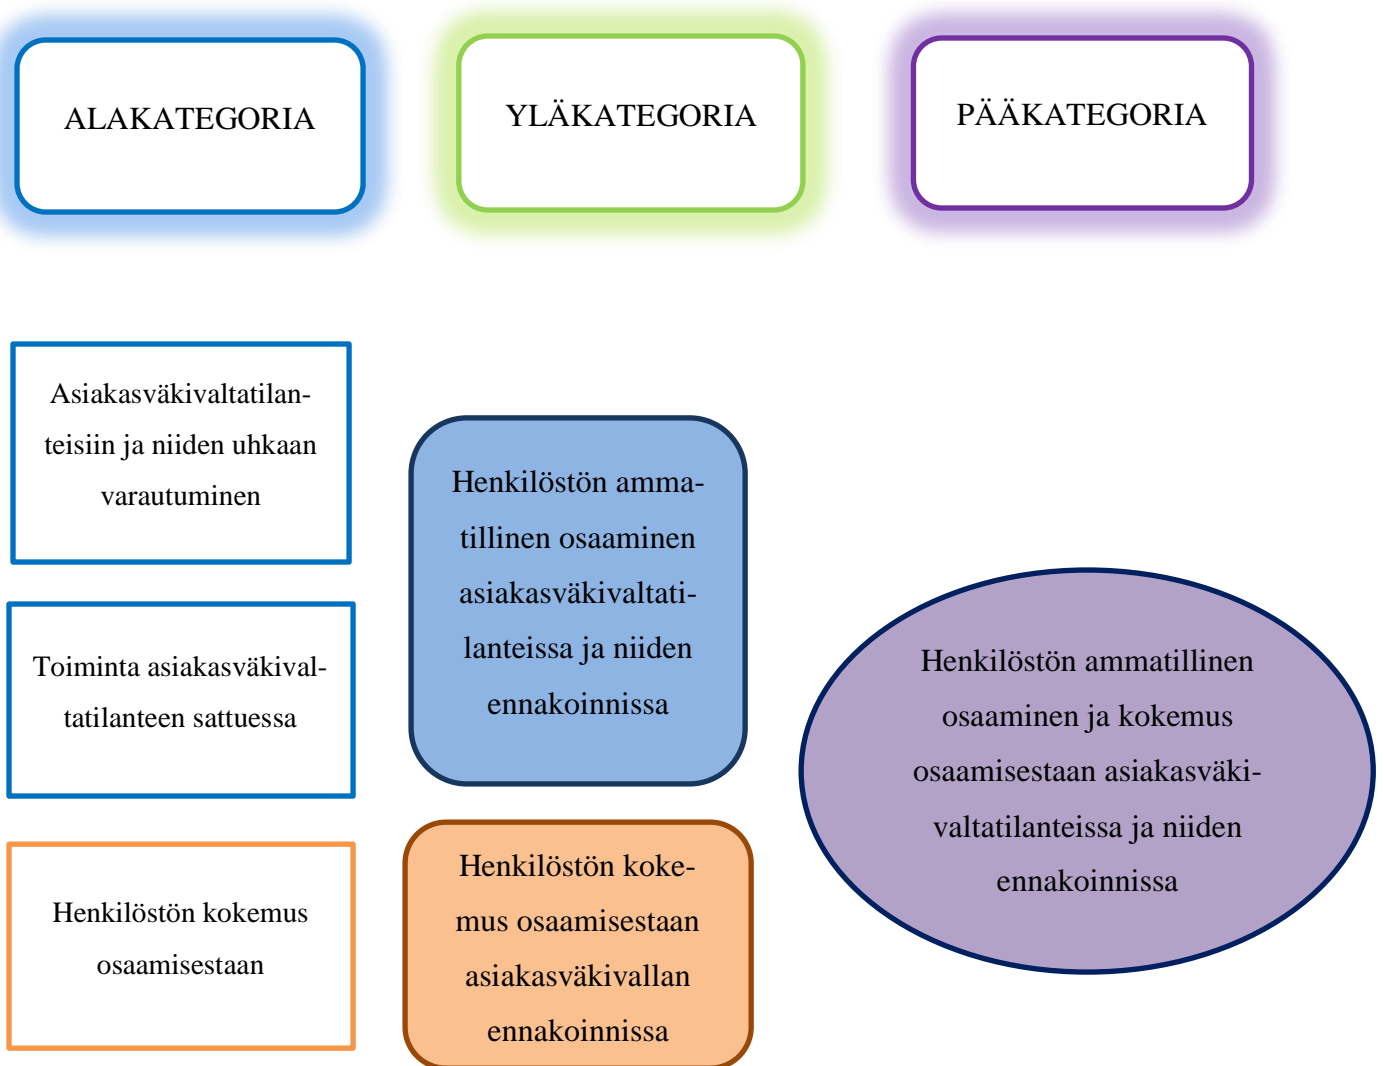 ALAKATEGORIA
YLÄKATEGORIA
PÄÄKATEGORIA
Asiakasväkivaltatilan-
teisiin ja niiden uhkaan
varautuminen
Toiminta asiakasväkival-
tatilanteen sattuessa
Henkilöstön kokemus
osaamisestaan
Henkilöstön amma-
tillinen osaaminen
asiakasväkivaltati-
lanteissa ja niiden
ennakoinnissa
Henkilöstön koke-
mus osaamisestaan
asiakasväkivallan
ennakoinnissa
Henkilöstön ammatillinen
osaaminen ja kokemus
osaamisestaan asiakasväki-
valtatilanteissa ja niiden
ennakoinnissa